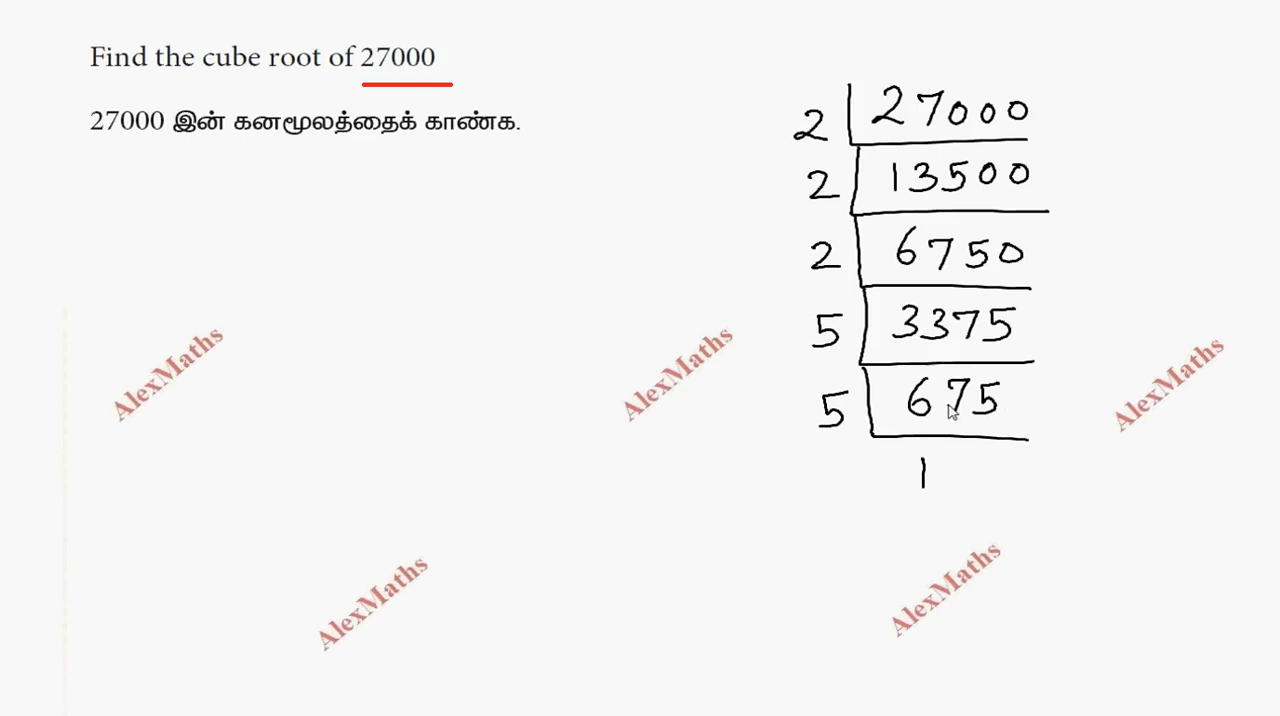 Find the cube root of 27000
27000 இன் கனமூலத்தைக் காண்க.
2 27000
2 13500
2 6750
5 3375
5 675
1
AlexMaths
AlexMaths
AlexMaths
AlexMaths
AlexMaths